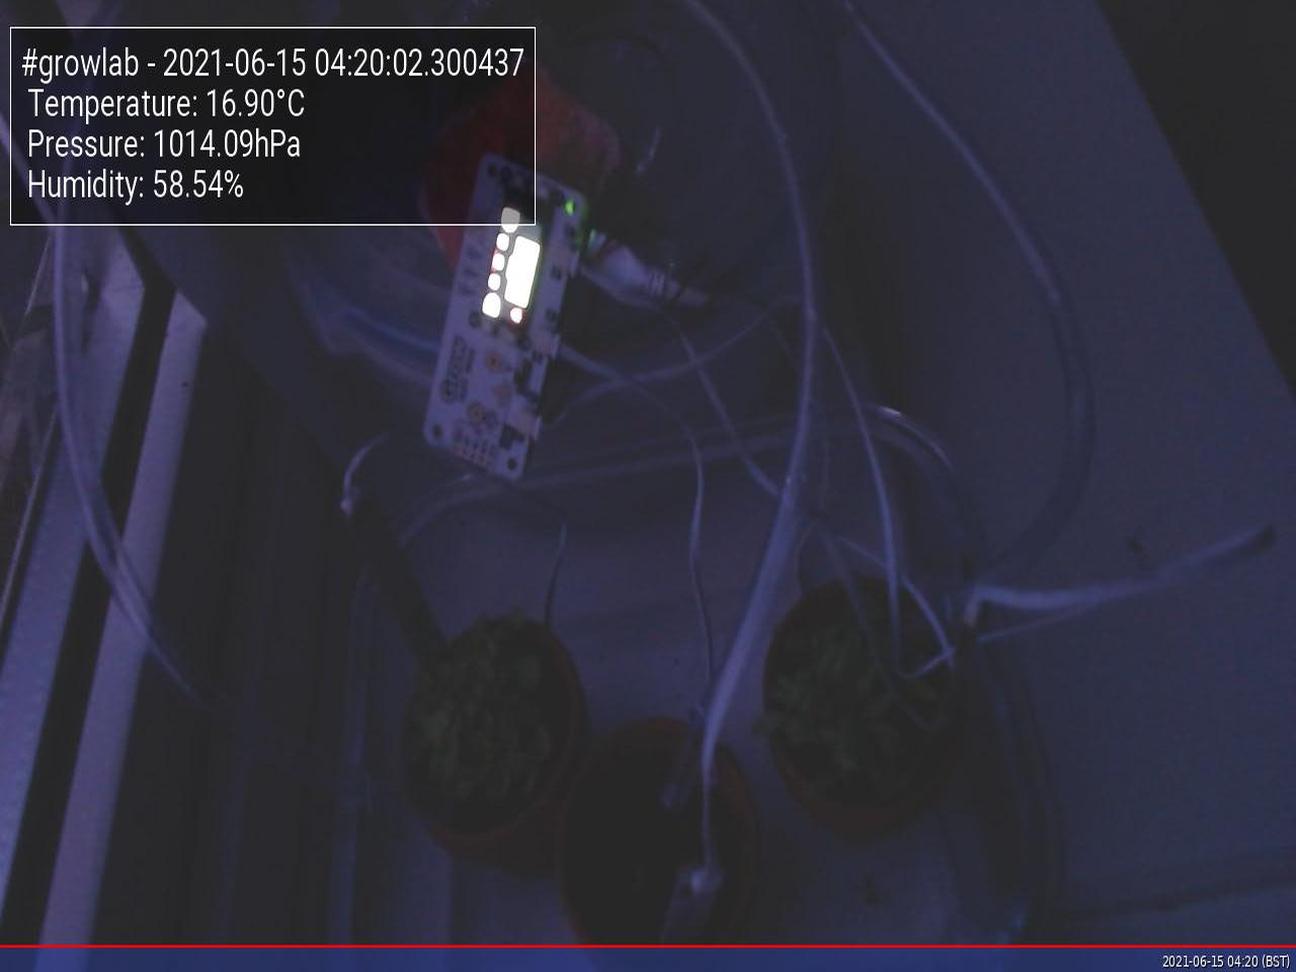 #growlab - 2021-06-15 04:20:02.300437
Temperature: 16.90°C
Pressure: 1014.09hPa
Humidity: 58.54%
2021-06-15 04:20 (BST)